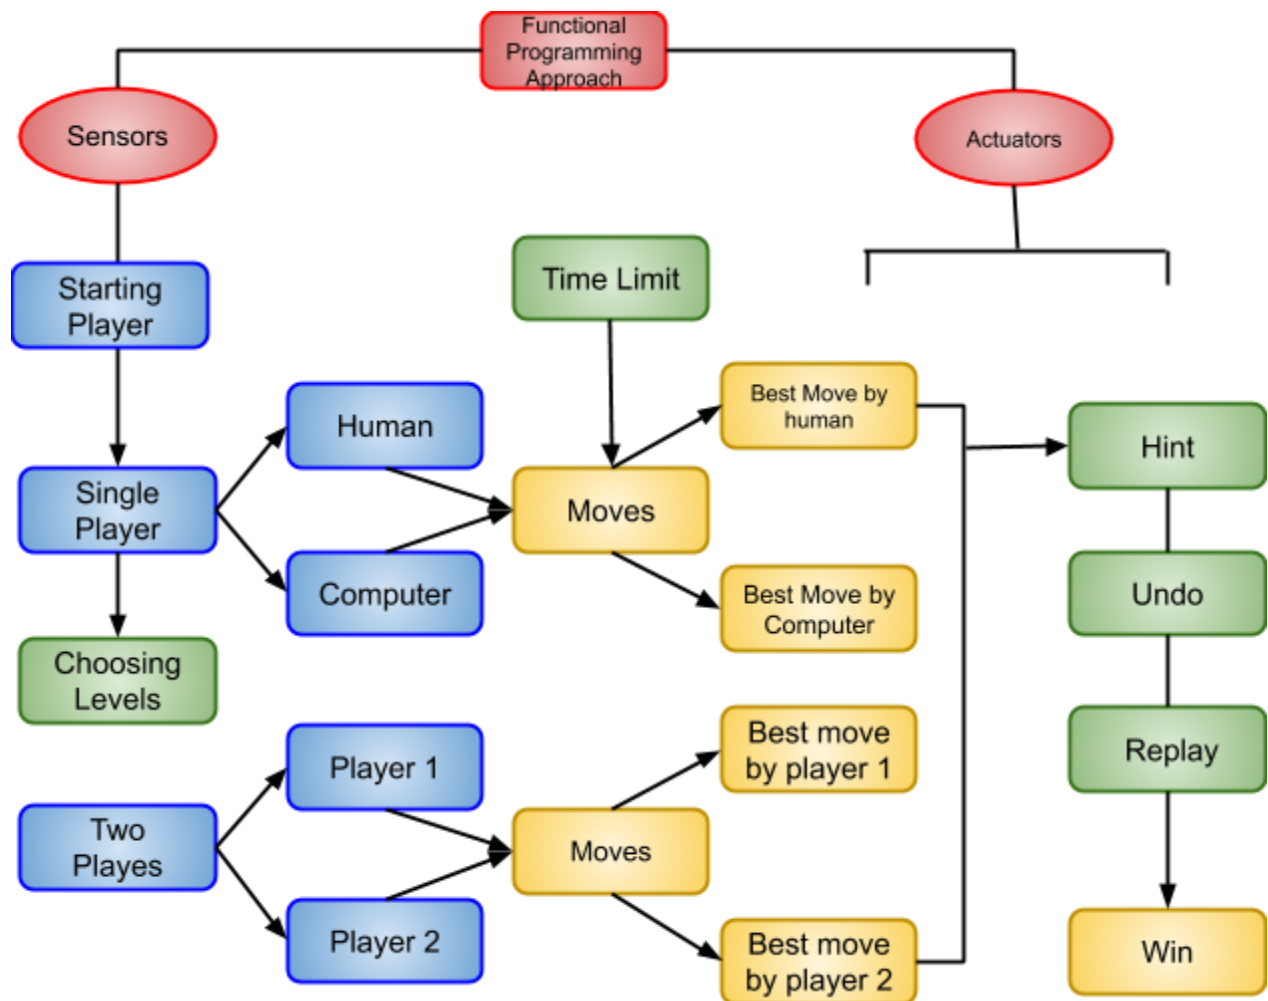 Functional
Programming
Approach
Sensors
Actuators
Starting
Player
Time Limit
Human
Best Move by
human
Hint
Single
Player
Moves
Computer
Best Move by
Computer
Undo
Choosing
Levels
Player 1
Best move
by player 1
Replay
Two
Playes
Moves
Player 2
Best move
by player 2
Win